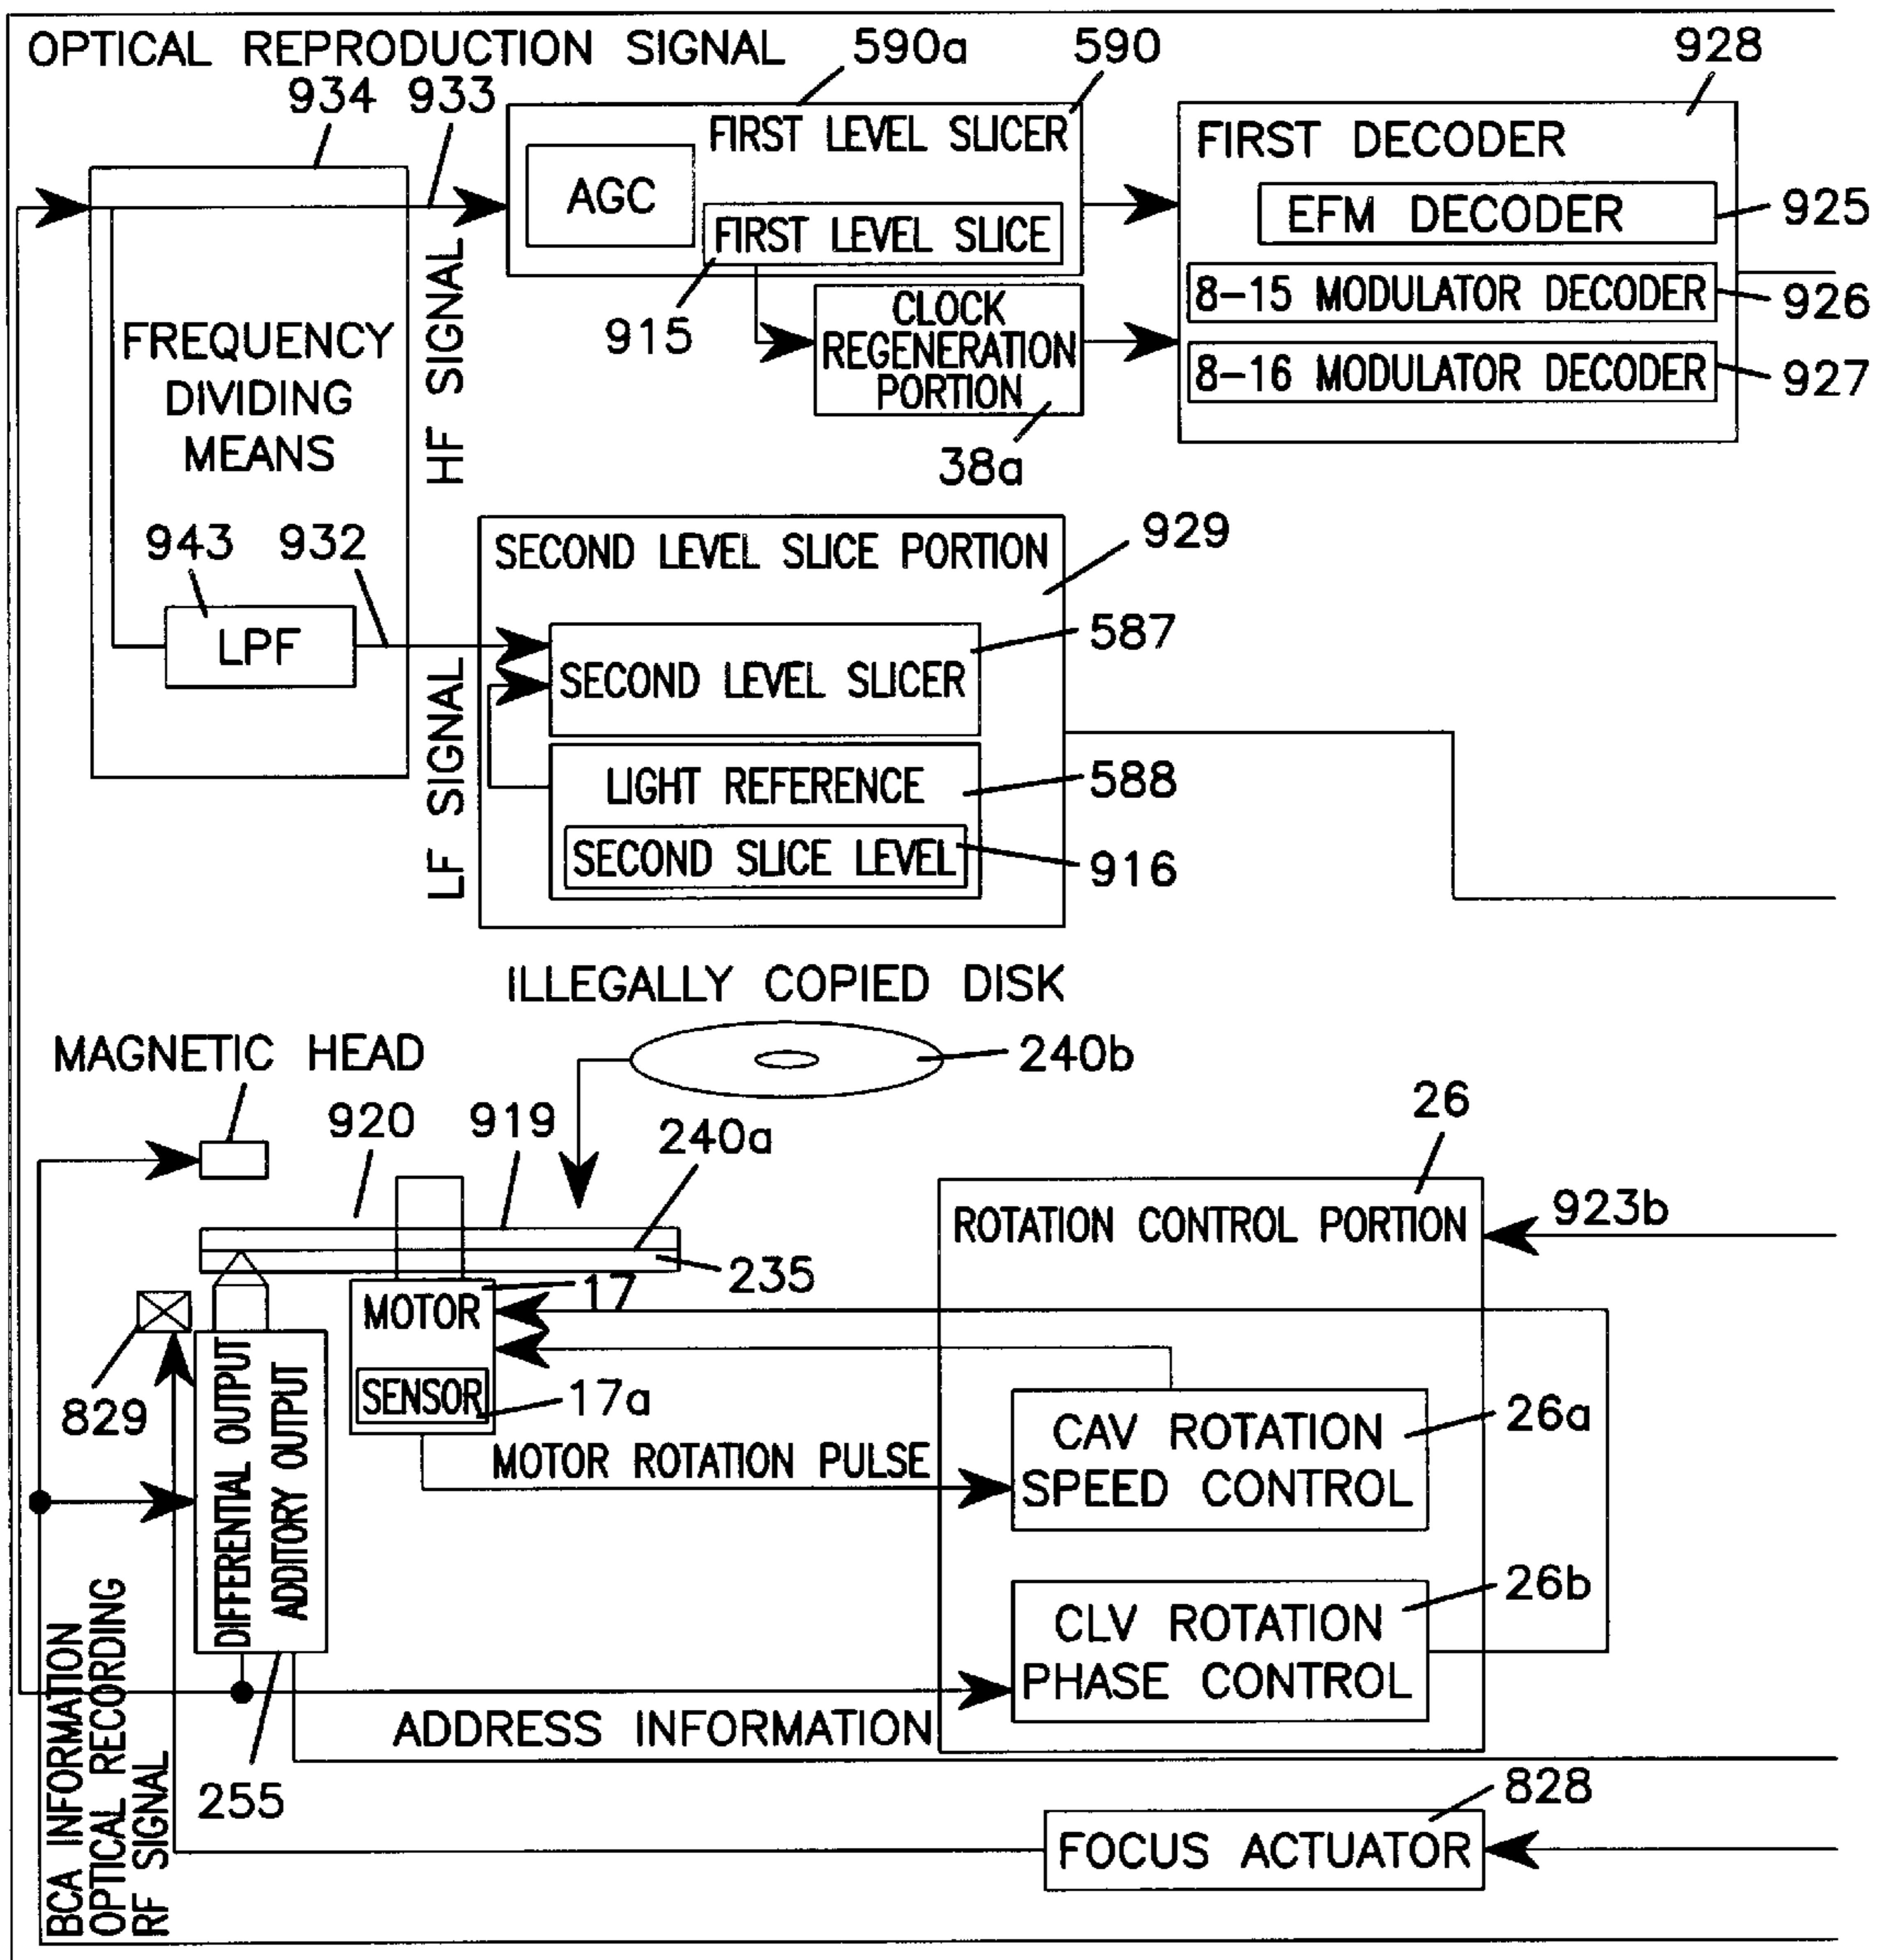 OPTICAL REPRODUCTION SIGNAL
590a
590
928
934
933
FIRST LEVEL SLICER
AGC
FIRST LEVEL SLICE
915
FIRST DECODER
EFM DECODER
925
8-15 MODULATOR DECODER
926
8-16 MODULATOR DECODER
927
CLOCK
REGENERATION
PORTION
38a
FREQUENCY
DIVIDING
MEANS
HF SIGNAL
943
932
LPF
LF SIGNAL
SECOND LEVEL SLICE PORTION
929
587
SECOND LEVEL SLICER
LIGHT REFERENCE
588
SECOND SLICE LEVEL
916
ILLEGALLY COPIED DISK
240b
MAGNETIC HEAD
920
919
240a
235
26
ROTATION CONTROL PORTION
923b
17
MOTOR
SENSOR
17a
829
DIFFERENTIAL OUTPUT
ADDITORY OUTPUT
MOTOR ROTATION PULSE
CAV ROTATION
SPEED CONTROL
26a
CLV ROTATION
PHASE CONTROL
26b
ADDRESS INFORMATION
BCA INFORMATION
OPTICAL RECORDING
RF SIGNAL
255
828
FOCUS ACTUATOR